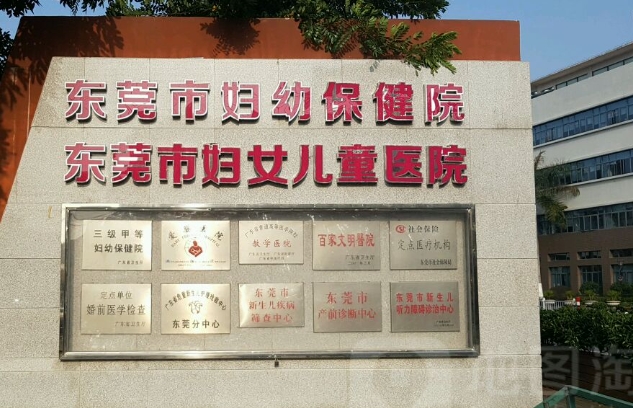 东莞市妇幼保健院
东莞市妇女儿童医院
三级甲等
妇幼保健院
教学医院
百家文明醫院
社会保险
定点医疗机构
定点单位
婚前医学检查
东莞分中心
东莞市
新生儿疾病
筛查中心
东莞市
产前诊断中心
东莞市新生儿
听力障碍诊治中心